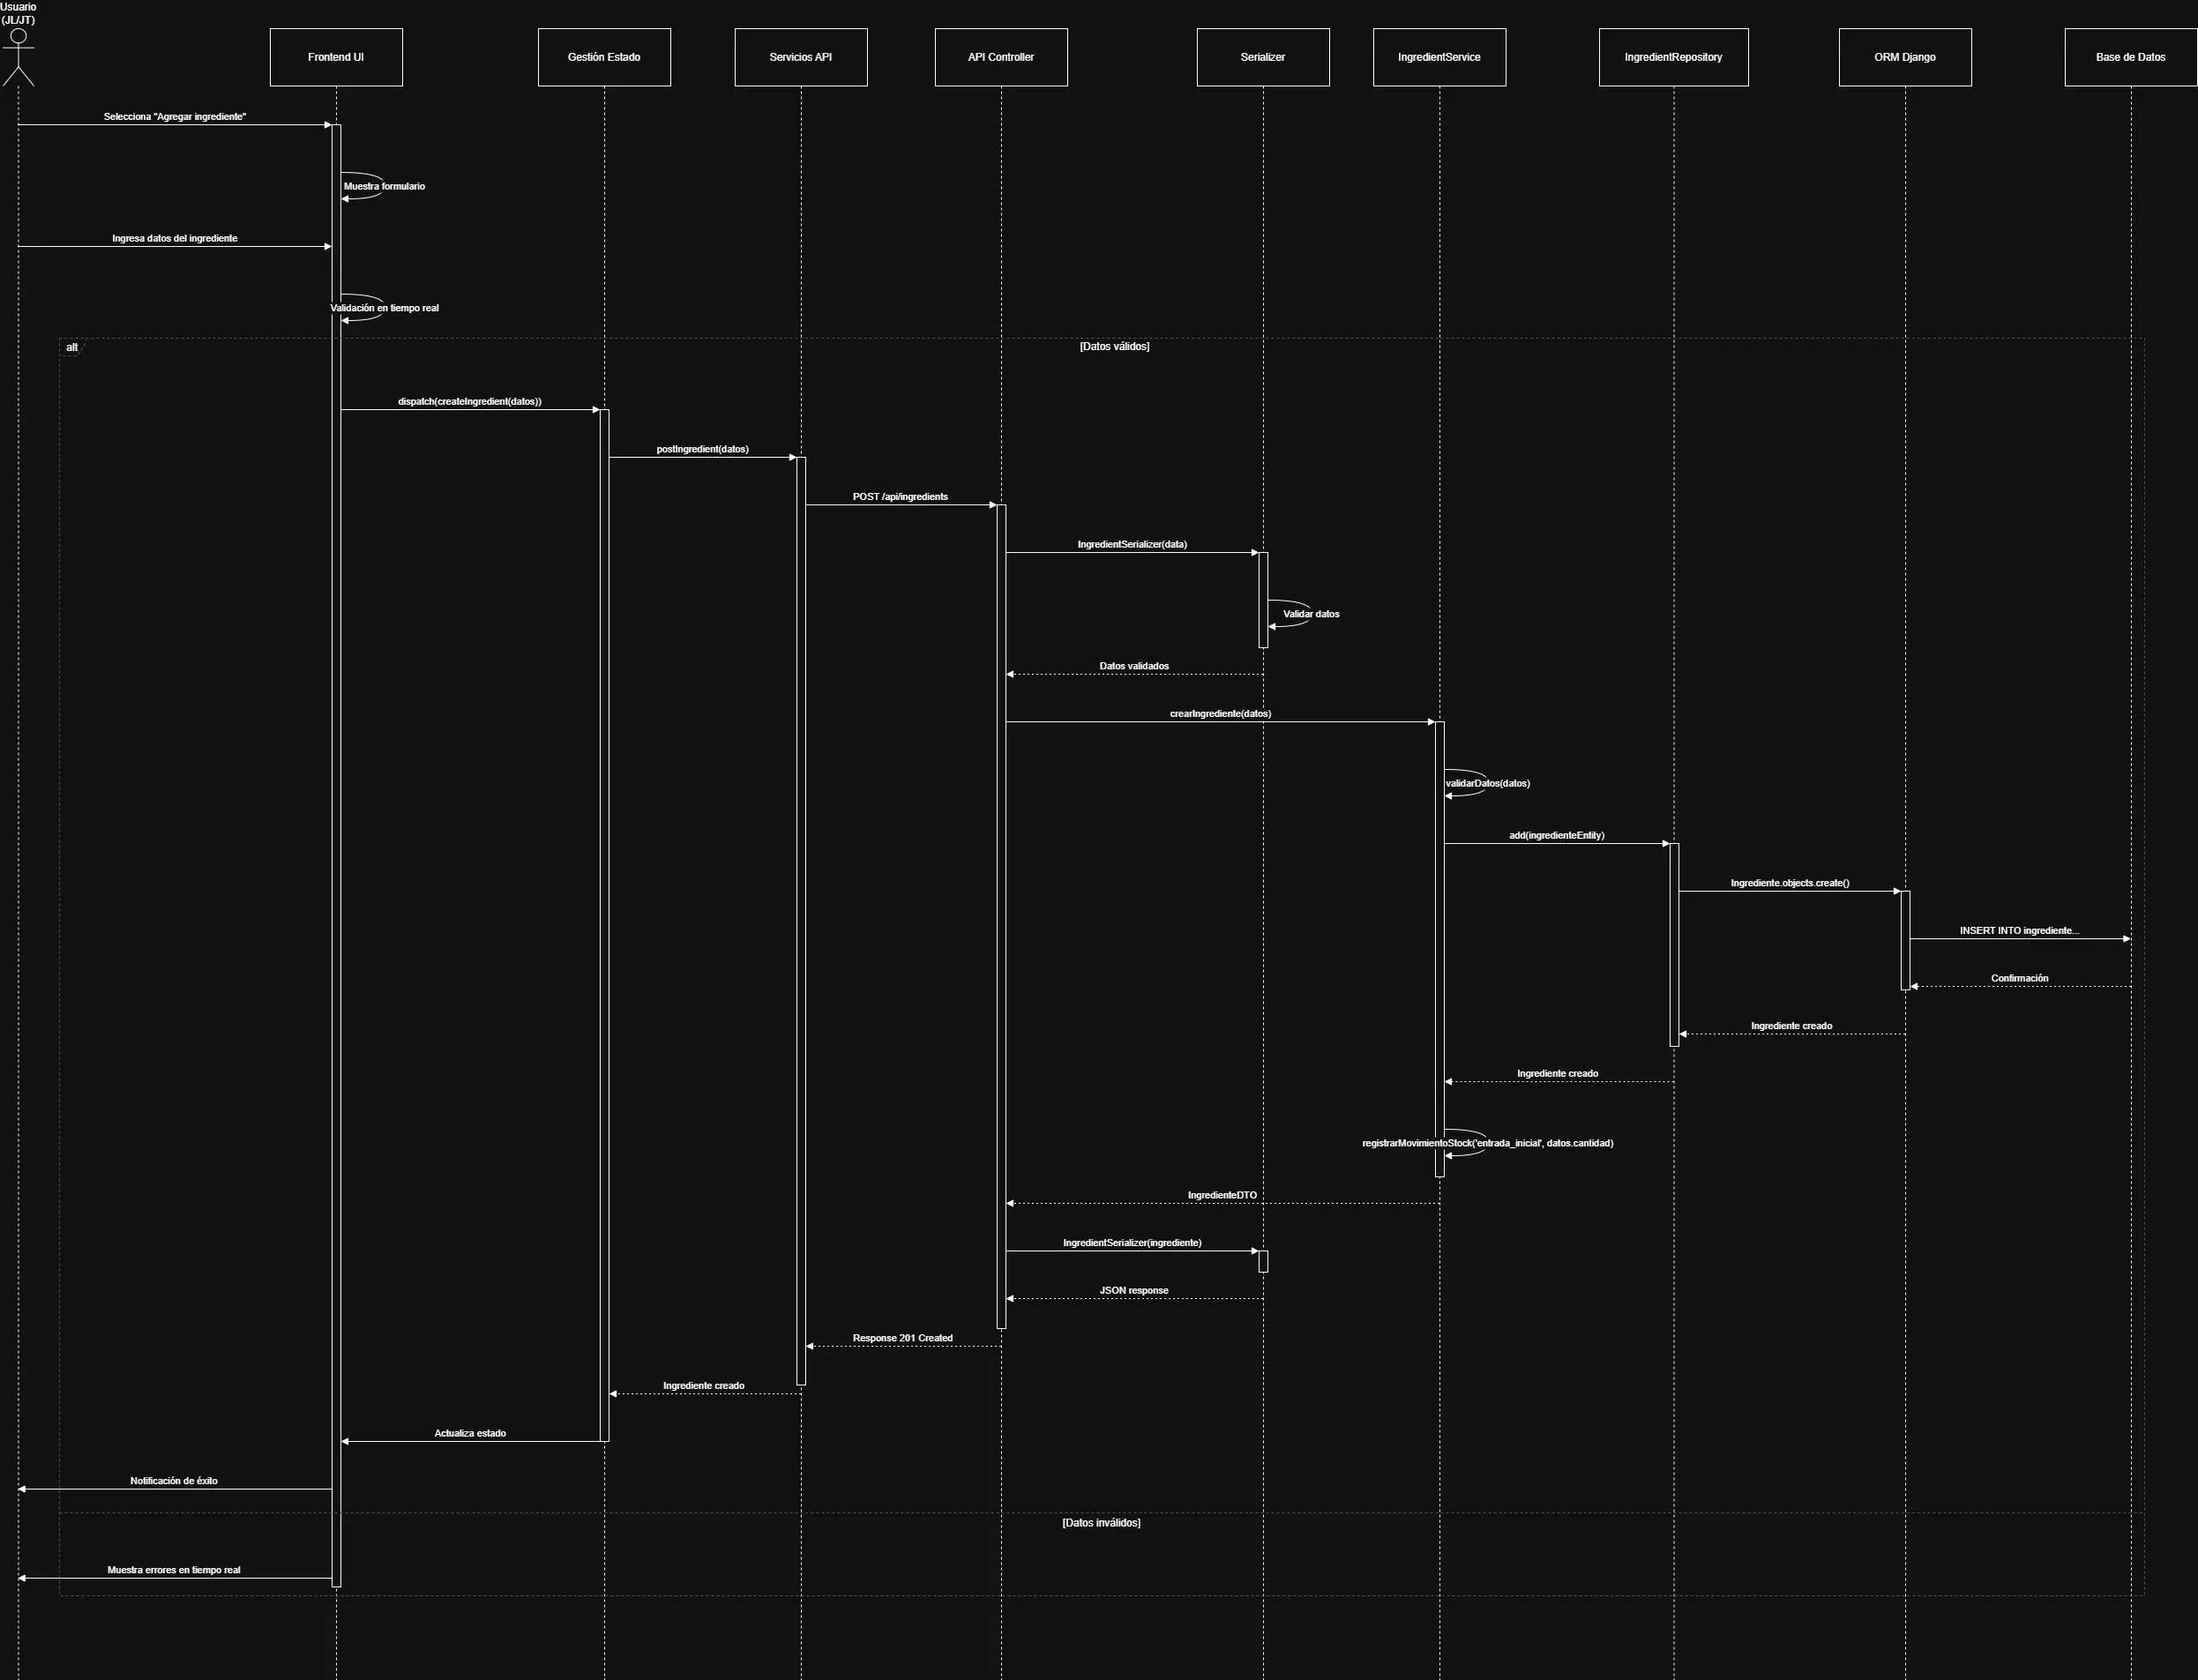 Usuario
(JL/JT)
Frontend UI
Gestión Estado
Servicios API
API Controller
Serializer
IngredientService
IngredientRepository
ORM Django
Base de Datos
Selecciona "Agregar ingrediente"
Muestra formulario
Ingresa datos del ingrediente
Validación en tiempo real
alt
[Datos válidos]
dispatch(createIngredient(datos))
postIngredient(datos)
POST /api/ingredients
IngredientSerializer(data)
Validar datos
Datos validados
crearIngrediente(datos)
validarDatos(datos)
add(ingredienteEntity)
Ingrediente.objects.create()
INSERT INTO ingrediente...
Confirmación
Ingrediente creado
Ingrediente creado
registrarMovimientoStock('entrada_inicial', datos.cantidad)
IngredienteDTO
IngredientSerializer(ingrediente)
JSON response
Response 201 Created
Ingrediente creado
Actualiza estado
Notificación de éxito
[Datos inválidos]
Muestra errores en tiempo real